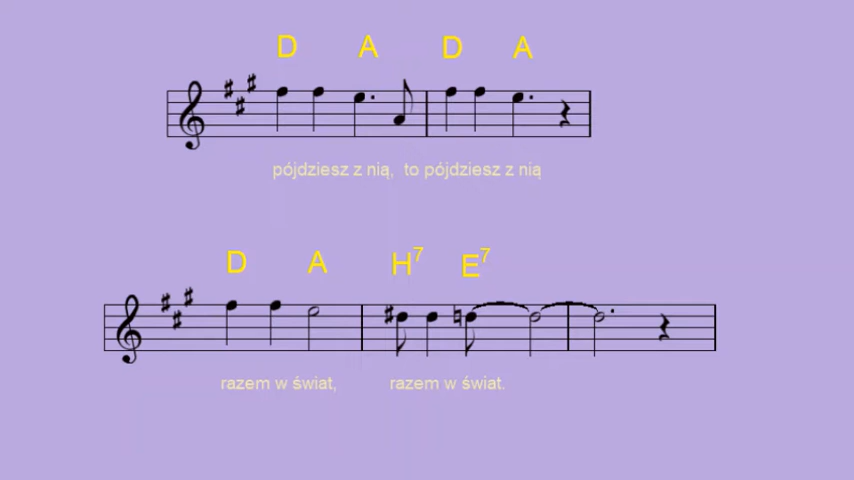 D A D A
pójdziesz z nią, to pójdziesz z nią
D A H7 E7
razem w świat, razem w świat.